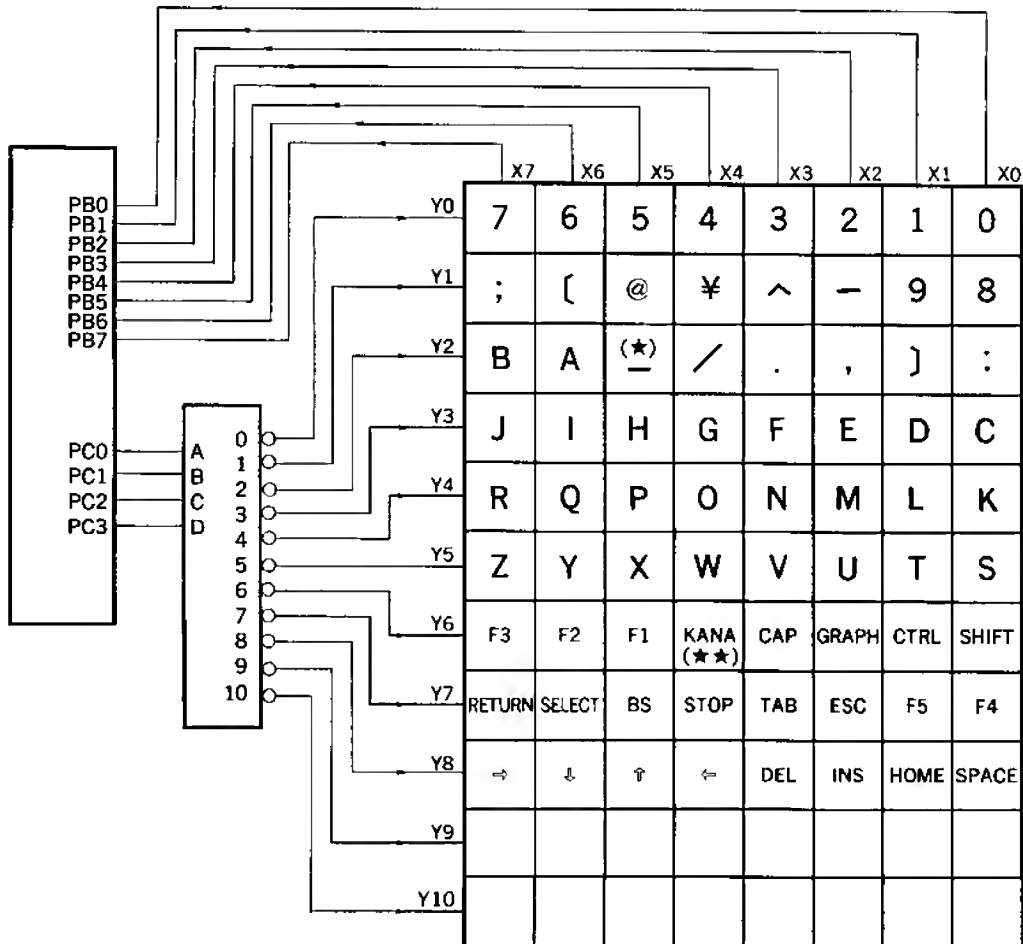 X7 X6 X5 X4 X3 X2 X1 X0
PB0
PB1
PB2
PB3
PB4
PB5
PB6
PB7
PC0
PC1
PC2
PC3
A
B
C
D
0
1
2
3
4
5
6
7
8
9
10
Y0 7 6 5 4 3 2 1 0
Y1 ; [ @ ¥ ^ - 9 8
Y2 B A (★) _ / . , ] :
Y3 J I H G F E D C
Y4 R Q P O N M L K
Y5 Z Y X W V U T S
Y6 F3 F2 F1 KANA (★★) CAP GRAPH CTRL SHIFT
Y7 RETURN SELECT BS STOP TAB ESC F5 F4
Y8 ⇨ ⇩ ⇧ ⇦ DEL INS HOME SPACE
Y9
Y10